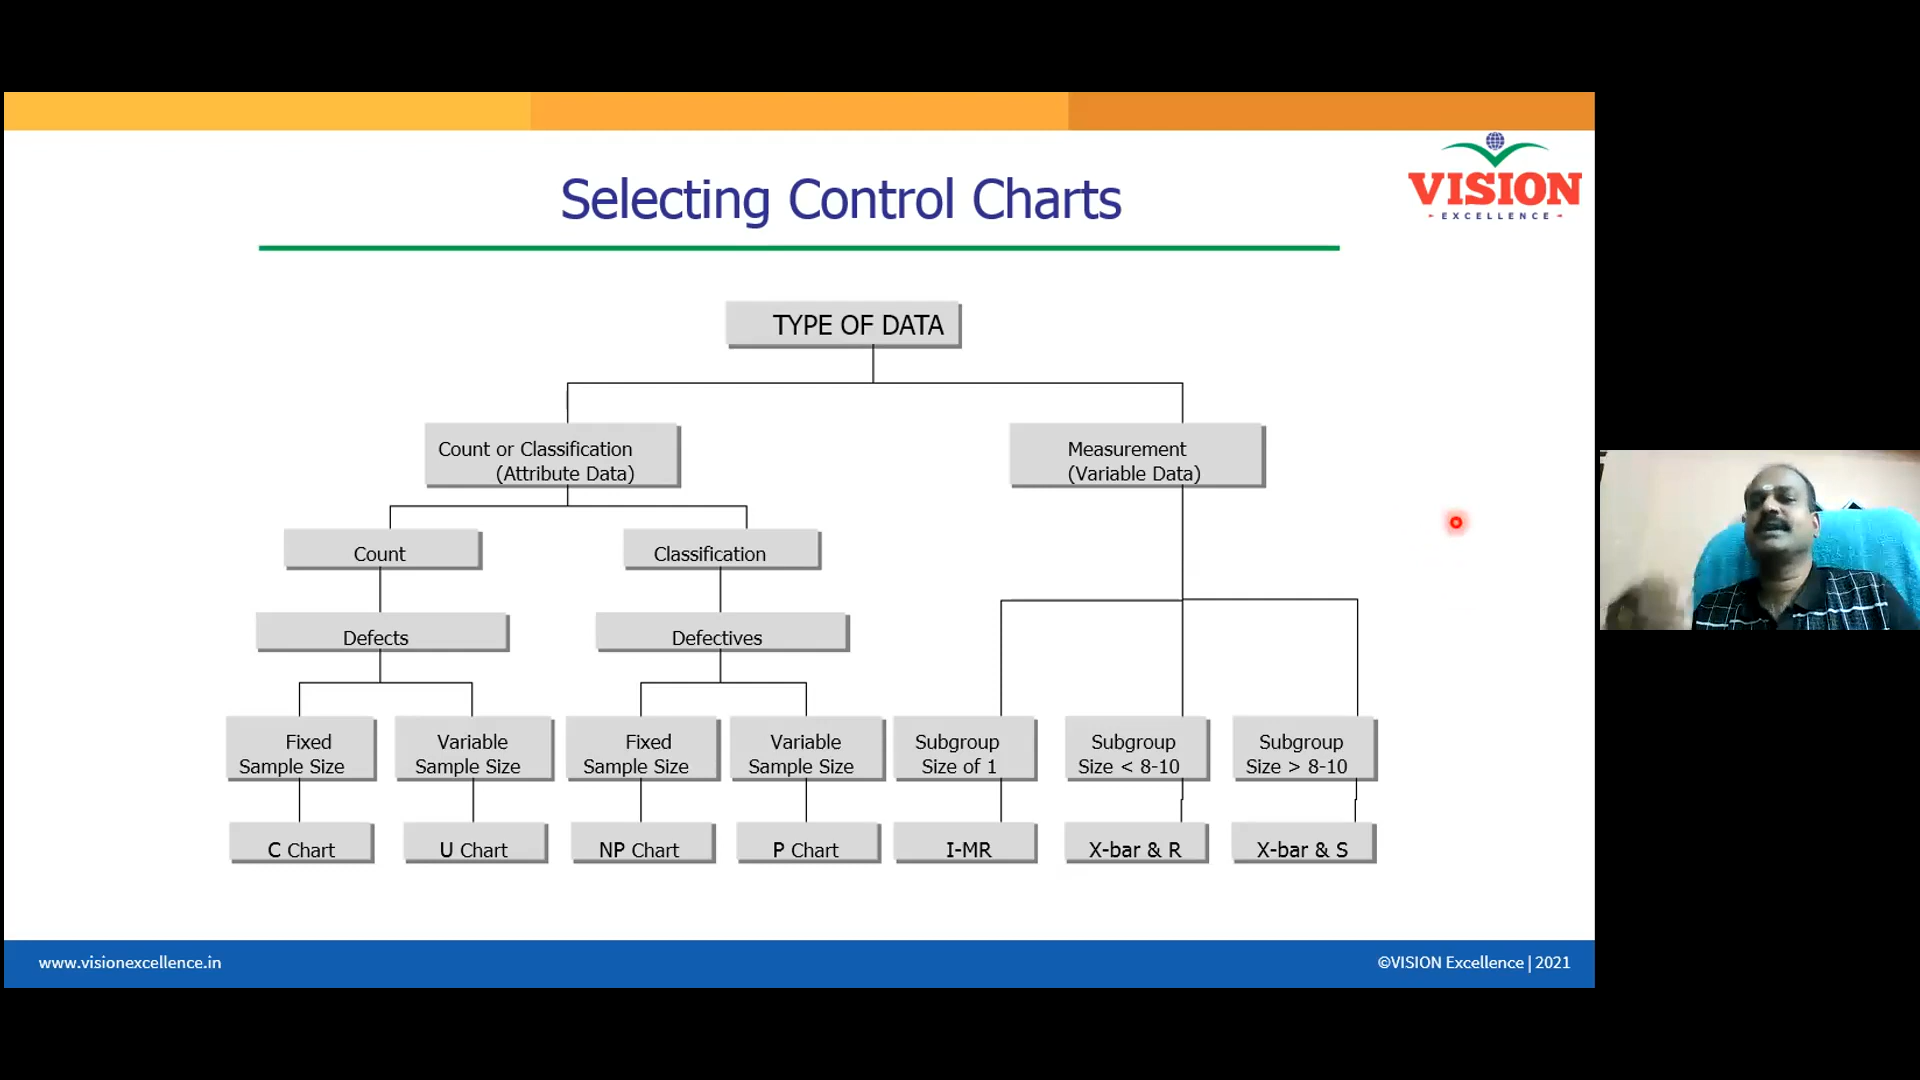 VISION
EXCELLENCE
Selecting Control Charts
TYPE OF DATA
Count or Classification
(Attribute Data)
Measurement
(Variable Data)
Count
Classification
Defects
Defectives
Fixed
Sample Size
Variable
Sample Size
Fixed
Sample Size
Variable
Sample Size
Subgroup
Size of 1
Subgroup
Size < 8-10
Subgroup
Size > 8-10
C Chart
U Chart
NP Chart
P Chart
I-MR
X-bar & R
X-bar & S
www.visionexcellence.in
©VISION Excellence | 2021